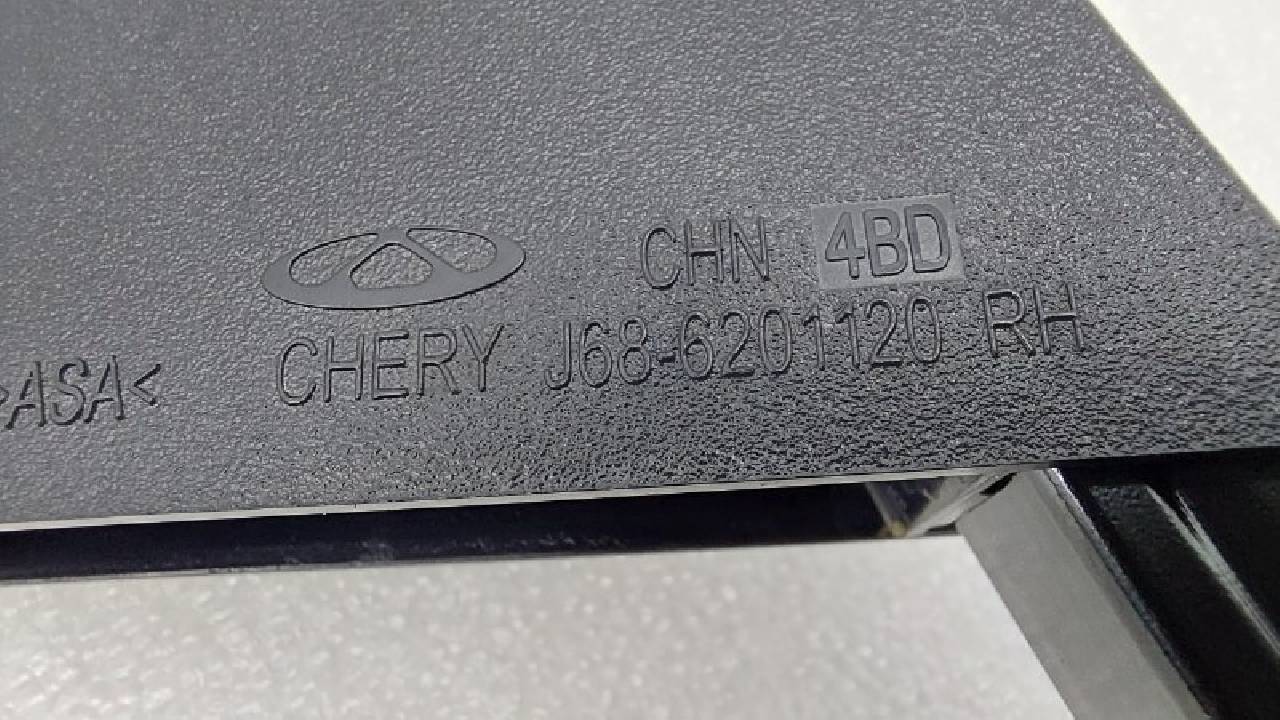 CHN 4BD
CHERY J68-6201120 RH
>ASA<